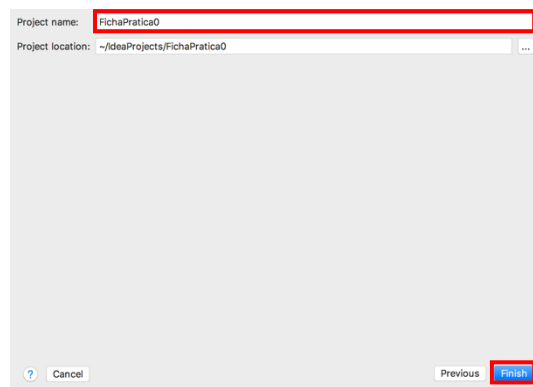 Project name: FichaPratica0
Project location: ~/IdeaProjects/FichaPratica0 ...
? Cancel Previous Finish